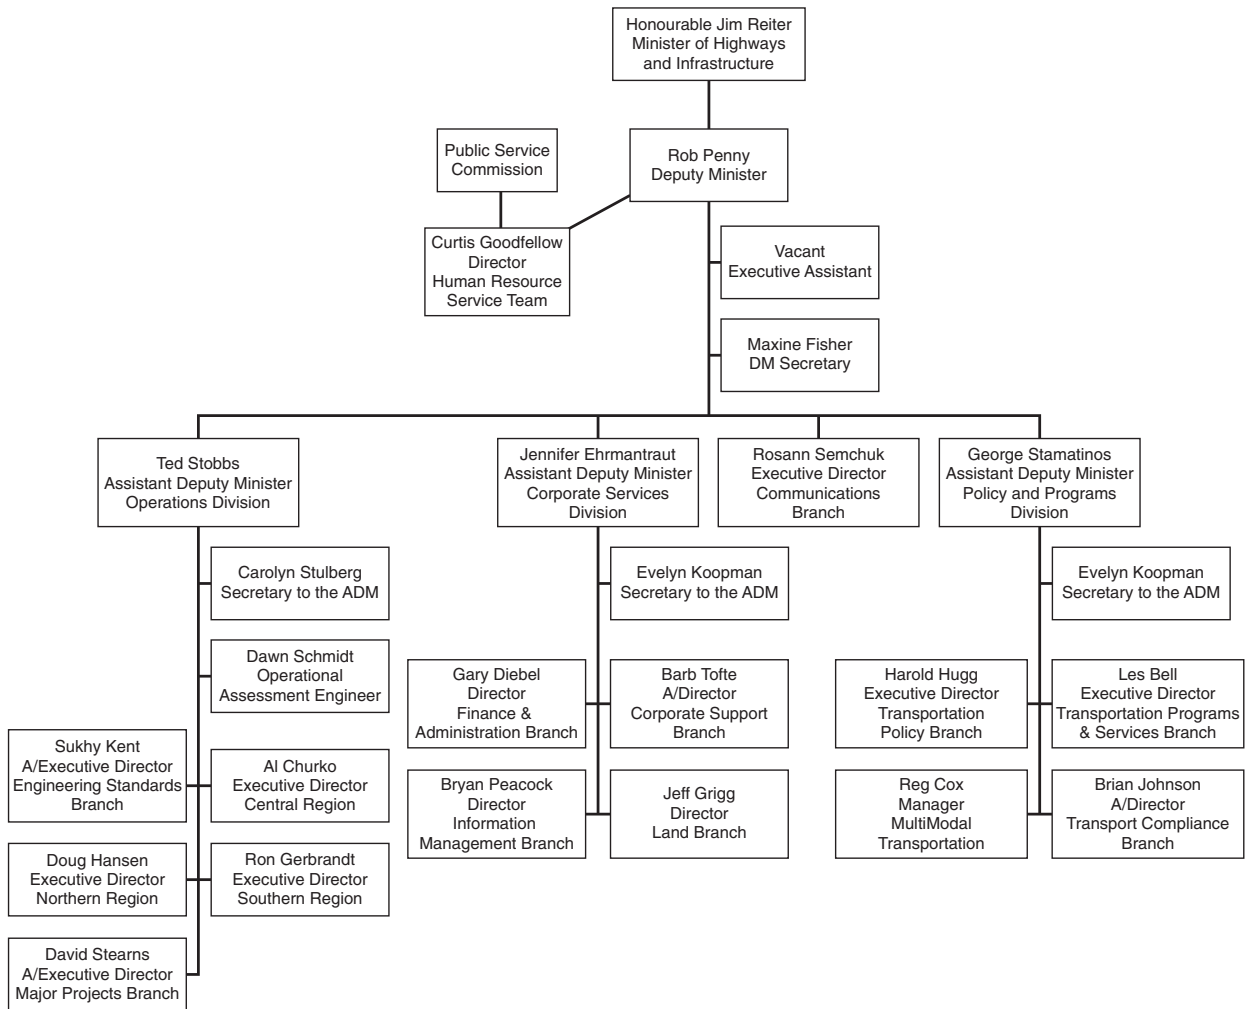 Honourable Jim Reiter
Minister of Highways
and Infrastructure
Public Service
Commission
Rob Penny
Deputy Minister
Curtis Goodfellow
Director
Human Resource
Service Team
Vacant
Executive Assistant
Maxine Fisher
DM Secretary
Ted Stobbs
Assistant Deputy Minister
Operations Division
Jennifer Ehrmantraut
Assistant Deputy Minister
Corporate Services
Division
Rosann Semchuk
Executive Director
Communications
Branch
George Stamatinos
Assistant Deputy Minister
Policy and Programs
Division
Carolyn Stulberg
Secretary to the ADM
Dawn Schmidt
Operational
Assessment Engineer
Sukhy Kent
A/Executive Director
Engineering Standards
Branch
Al Churko
Executive Director
Central Region
Doug Hansen
Executive Director
Northern Region
Ron Gerbrandt
Executive Director
Southern Region
David Stearns
A/Executive Director
Major Projects Branch
Evelyn Koopman
Secretary to the ADM
Gary Diebel
Director
Finance &
Administration Branch
Barb Tofte
A/Director
Corporate Support
Branch
Bryan Peacock
Director
Information
Management Branch
Jeff Grigg
Director
Land Branch
Evelyn Koopman
Secretary to the ADM
Harold Hugg
Executive Director
Transportation
Policy Branch
Les Bell
Executive Director
Transportation Programs
& Services Branch
Reg Cox
Manager
MultiModal
Transportation
Brian Johnson
A/Director
Transport Compliance
Branch